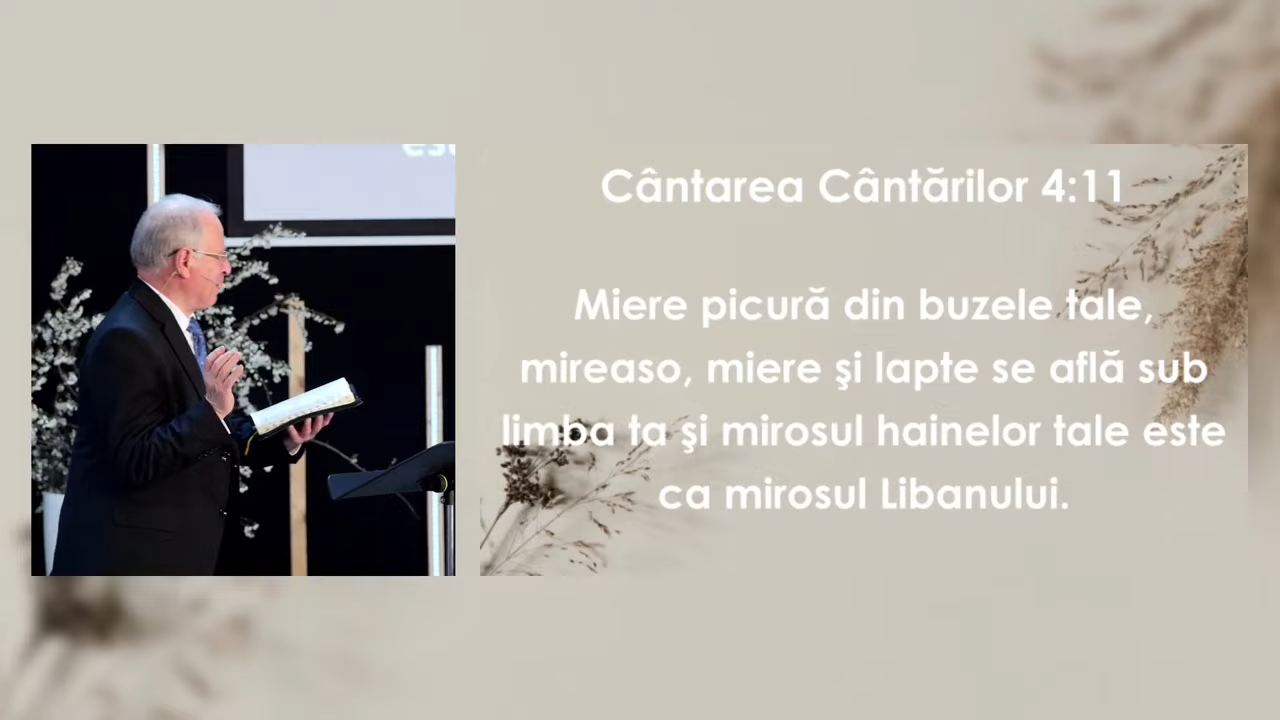 Cântarea Cântărilor 4:11
Miere picură din buzele tale,
mireaso, miere şi lapte se află sub
limba ta şi mirosul hainelor tale este
ca mirosul Libanului.